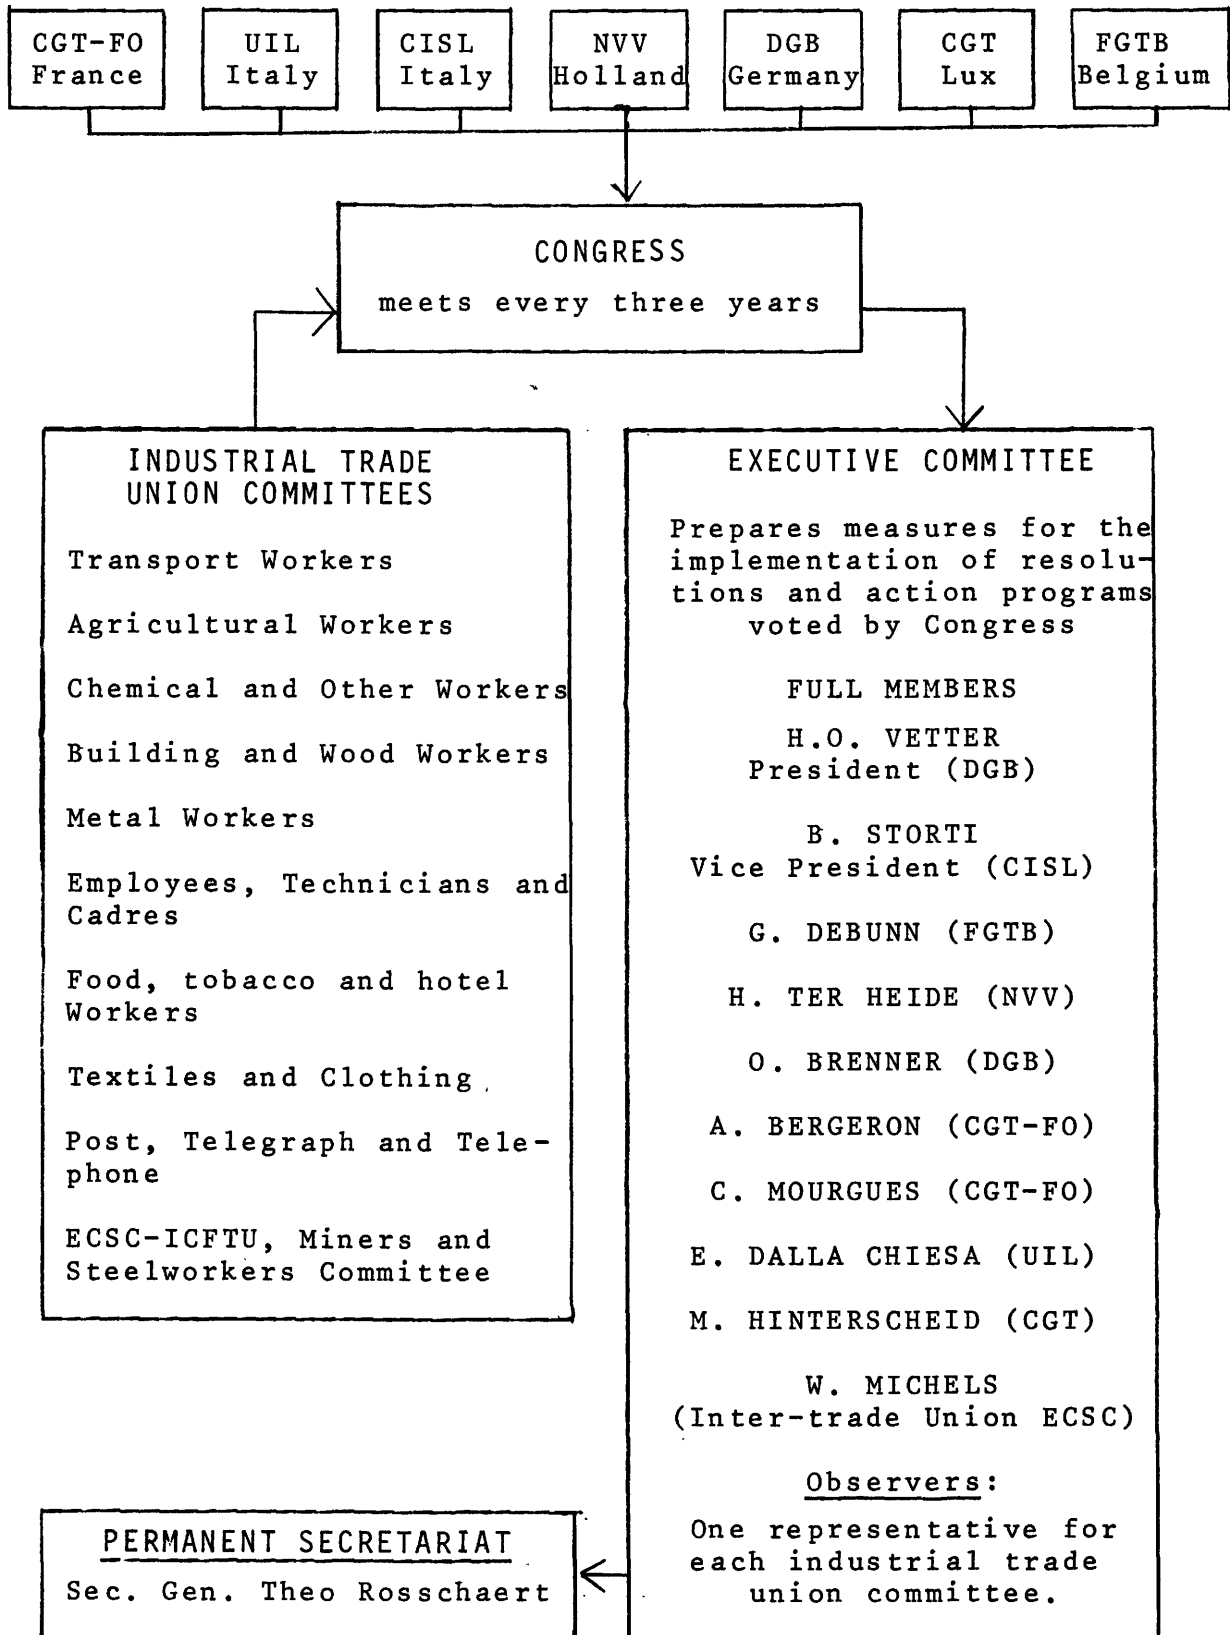 CGT-FO
France
UIL
Italy
CISL
Italy
NVV
Holland
DGB
Germany
CGT
Lux
FGTB
Belgium
CONGRESS
meets every three years
INDUSTRIAL TRADE
UNION COMMITTEES
Transport Workers
Agricultural Workers
Chemical and Other Workers
Building and Wood Workers
Metal Workers
Employees, Technicians and
Cadres
Food, tobacco and hotel
Workers
Textiles and Clothing
Post, Telegraph and Tele-
phone
ECSC-ICFTU, Miners and
Steelworkers Committee
EXECUTIVE COMMITTEE
Prepares measures for the
implementation of resolu-
tions and action programs
voted by Congress
FULL MEMBERS
H.O. VETTER
President (DGB)
B. STORTI
Vice President (CISL)
G. DEBUNN (FGTB)
H. TER HEIDE (NVV)
O. BRENNER (DGB)
A. BERGERON (CGT-FO)
C. MOURGUES (CGT-FO)
E. DALLA CHIESA (UIL)
M. HINTERSCHEID (CGT)
W. MICHELS
(Inter-trade Union ECSC)
Observers:
One representative for
each industrial trade
union committee.
PERMANENT SECRETARIAT
Sec. Gen. Theo Rosschaert